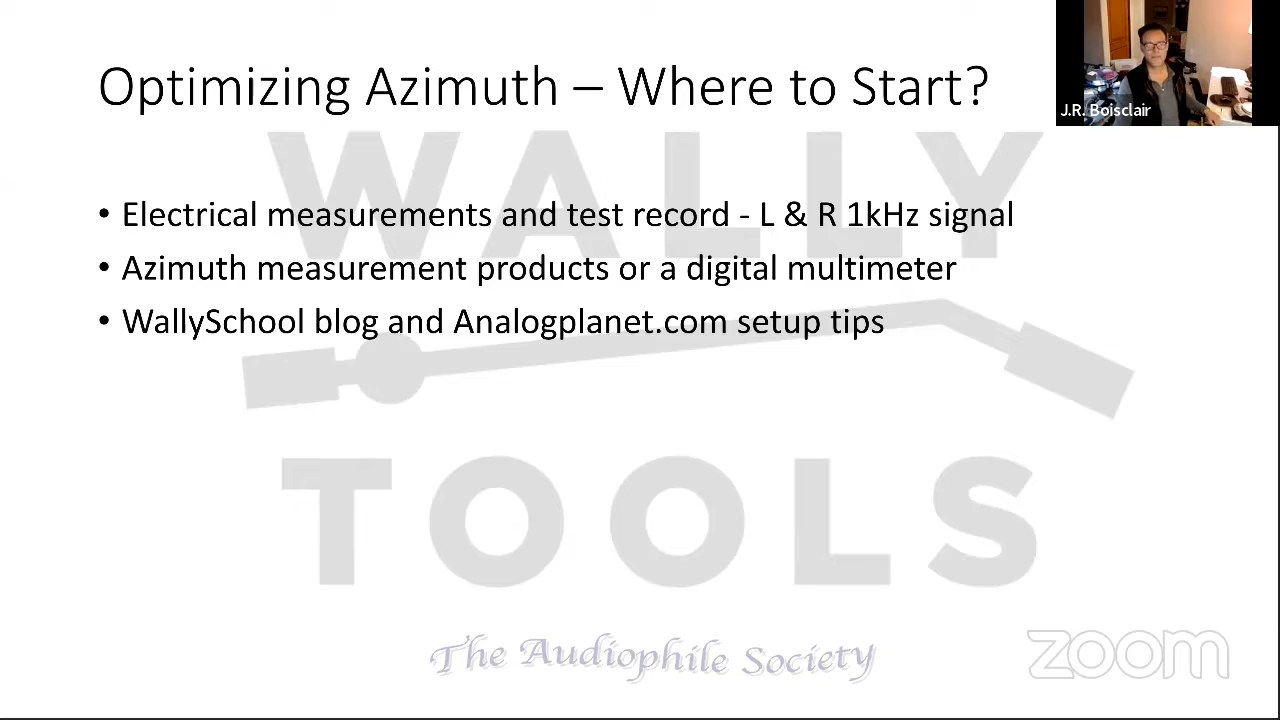 Optimizing Azimuth – Where to Start?
J.R. Boisclair
WALLY
• Electrical measurements and test record - L & R 1kHz signal
• Azimuth measurement products or a digital multimeter
• WallySchool blog and Analogplanet.com setup tips
TOOLS
The Audiophile Society
zoom